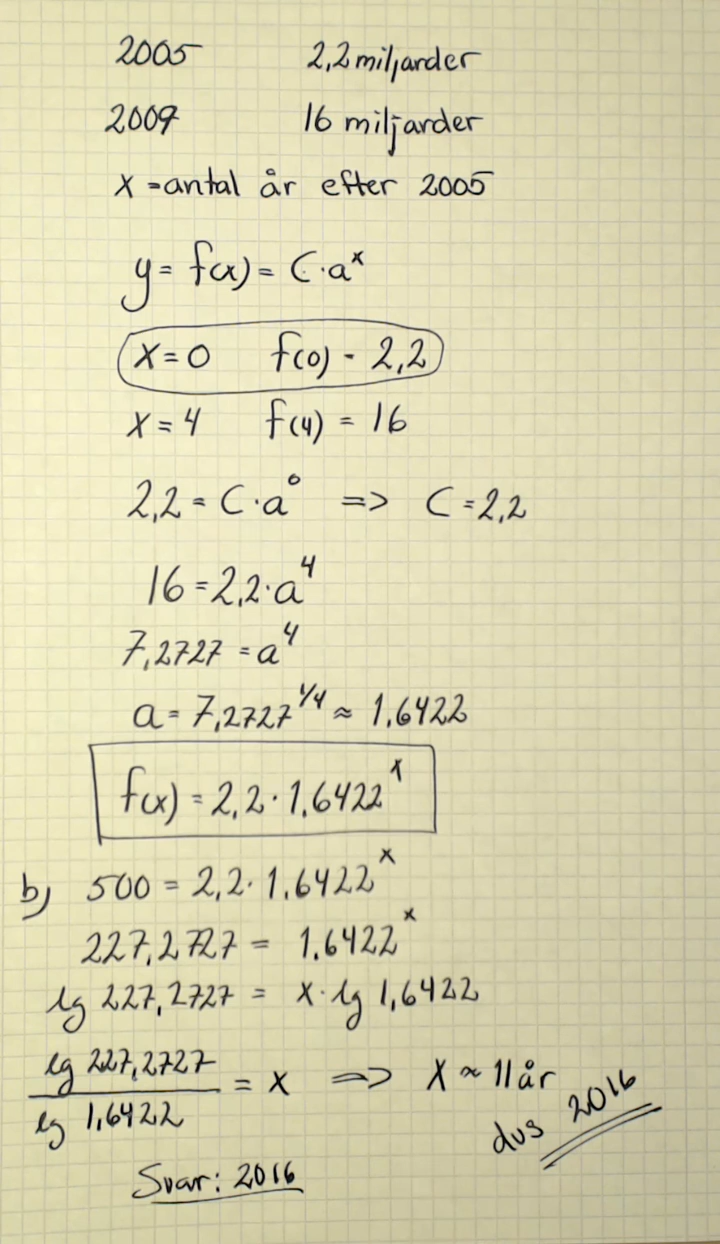 2005 2,2 miljarder
2009 16 miljarder
x = antal år efter 2005
y = f(x) = C·a^x
x = 0 f(0) = 2,2
x = 4 f(4) = 16
2,2 = C·a^0 => C = 2,2
16 = 2,2·a^4
7,2727 = a^4
a = 7,2727^1/4 ≈ 1,6422
f(x) = 2,2·1,6422^x
b) 500 = 2,2·1,6422^x
227,2727 = 1,6422^x
lg 227,2727 = x·lg 1,6422
lg 227,2727 / lg 1,6422 = x => x ≈ 11 år
dvs 2016
Svar: 2016